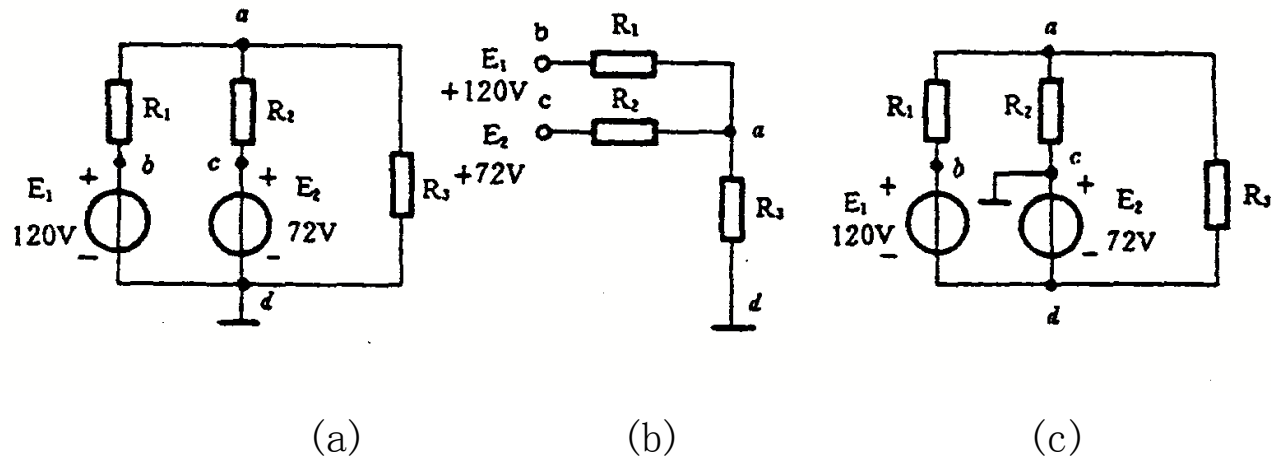 a
R₁
R₂
b
c
+
+
E₁
E₂
R₃
120V
72V
−
−
d
b
R₁
E₁
+120V
c
R₂
a
E₂
+72V
R₃
d
a
R₁
R₂
b
c
+
+
E₁
E₂
R₃
120V
72V
−
−
d
(a)
(b)
(c)